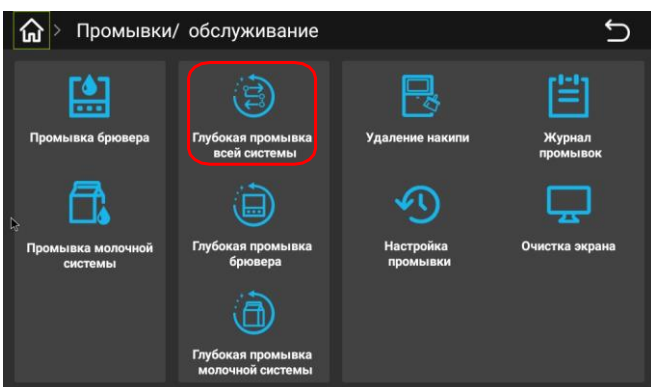 > Промывки/ обслуживание
Промывка брювера
Глубокая промывка
всей системы
Удаление накипи
Журнал
промывок
Промывка молочной
системы
Глубокая промывка
брювера
Настройка
промывки
Очистка экрана
Глубокая промывка
молочной системы